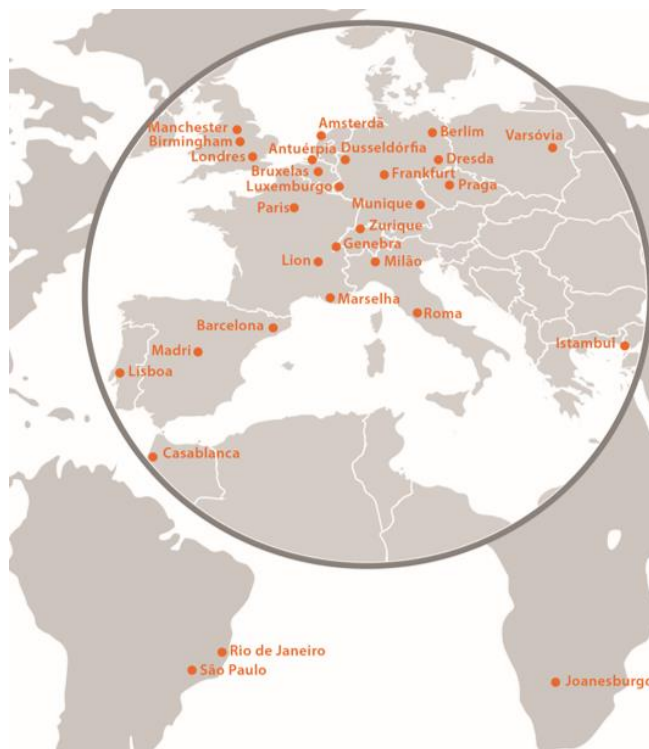 Amsterdã
Manchester
Birmingham
Londres
Antuérpia
Dusseldórfia
Bruxelas
Luxemburgo
Paris
Berlim
Varsóvia
Dresda
Frankfurt
Praga
Munique
Zurique
Genebra
Lion
Milão
Marselha
Roma
Barcelona
Madri
Lisboa
Istambul
Casablanca
Rio de Janeiro
São Paulo
Joanesburgo